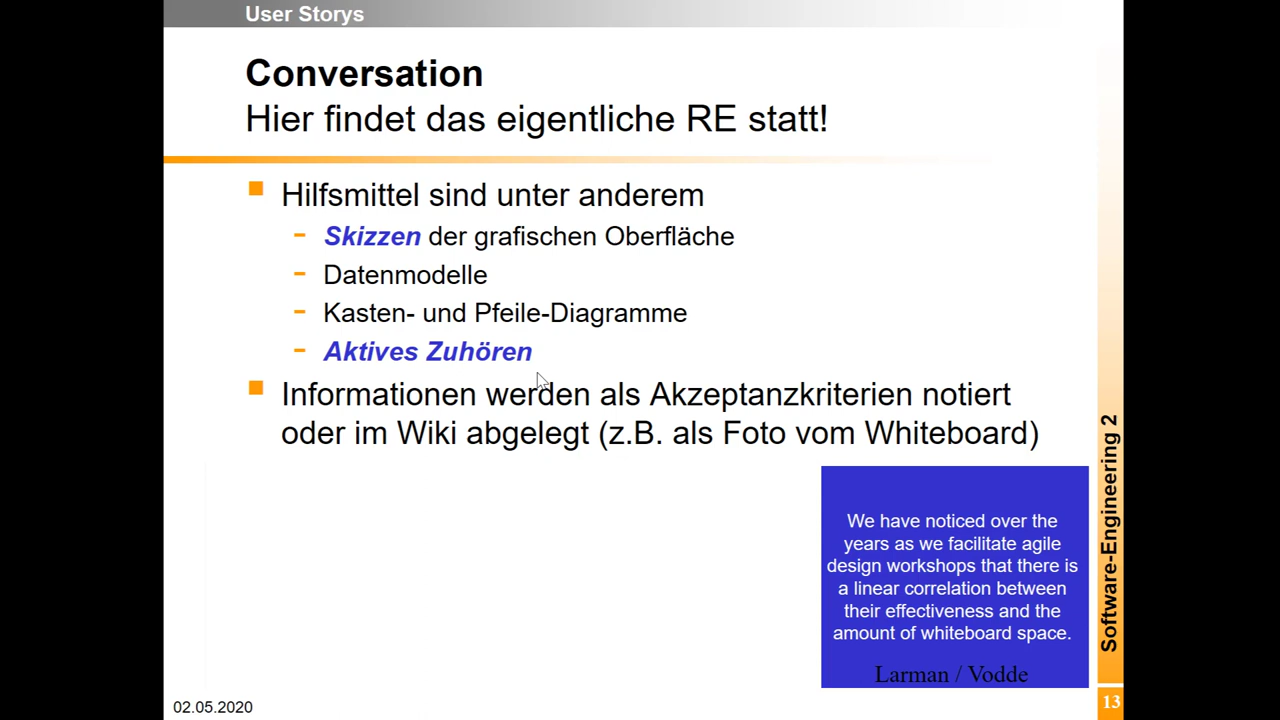 User Storys
Conversation
Hier findet das eigentliche RE statt!
Hilfsmittel sind unter anderem
- Skizzen der grafischen Oberfläche
- Datenmodelle
- Kasten- und Pfeile-Diagramme
- Aktives Zuhören
Informationen werden als Akzeptanzkriterien notiert
oder im Wiki abgelegt (z.B. als Foto vom Whiteboard)
We have noticed over the
years as we facilitate agile
design workshops that there is
a linear correlation between
their effectiveness and the
amount of whiteboard space.
Larman / Vodde
Software-Engineering 2
02.05.2020
13